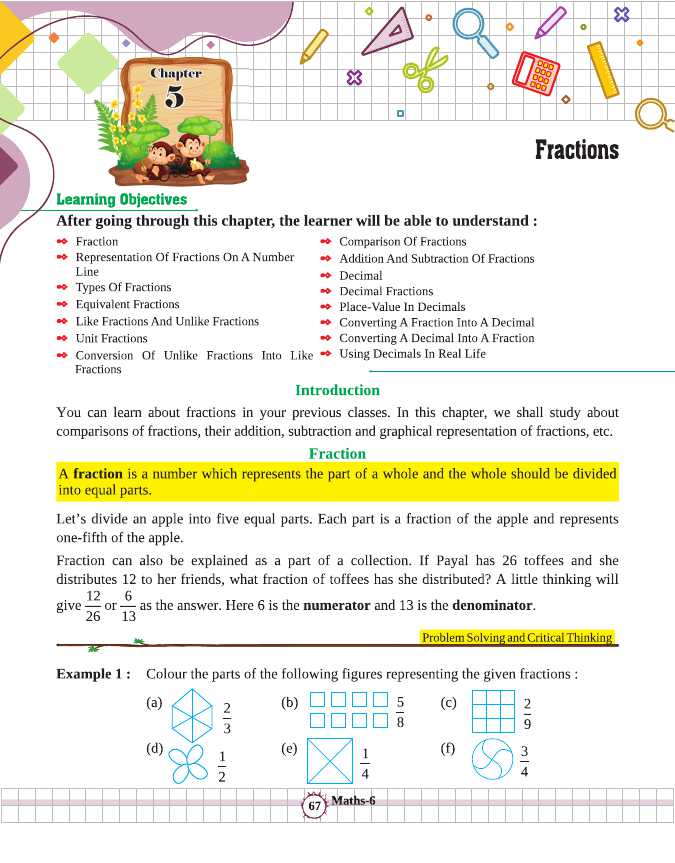 Chapter
5
Fractions
Learning Objectives
After going through this chapter, the learner will be able to understand :
Fraction
Representation Of Fractions On A Number
Line
Types Of Fractions
Equivalent Fractions
Like Fractions And Unlike Fractions
Unit Fractions
Conversion Of Unlike Fractions Into Like
Fractions
Comparison Of Fractions
Addition And Subtraction Of Fractions
Decimal
Decimal Fractions
Place-Value In Decimals
Converting A Fraction Into A Decimal
Converting A Decimal Into A Fraction
Using Decimals In Real Life
Introduction
You can learn about fractions in your previous classes. In this chapter, we shall study about
comparisons of fractions, their addition, subtraction and graphical representation of fractions, etc.
Fraction
A fraction is a number which represents the part of a whole and the whole should be divided
into equal parts.
Let's divide an apple into five equal parts. Each part is a fraction of the apple and represents
one-fifth of the apple.
Fraction can also be explained as a part of a collection. If Payal has 26 toffees and she
distributes 12 to her friends, what fraction of toffees has she distributed? A little thinking will
give 12/26 or 6/13 as the answer. Here 6 is the numerator and 13 is the denominator.
Problem Solving and Critical Thinking
Example 1 : Colour the parts of the following figures representing the given fractions :
(a) 2/3 (b) 5/8 (c) 2/9
(d) 1/2 (e) 1/4 (f) 3/4
67 Maths-6